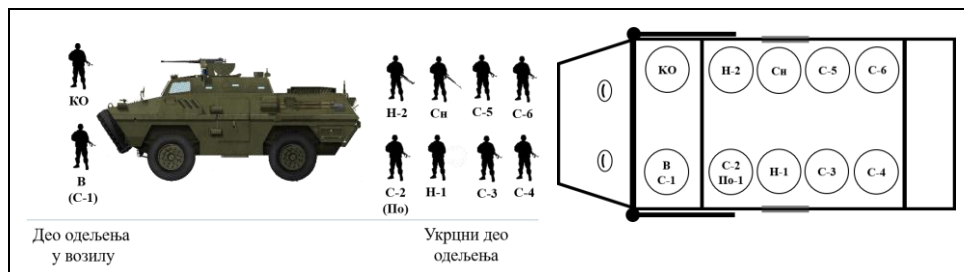 КО
В
(С-1)
Н-2 Сн С-5 С-6
С-2 Н-1 С-3 С-4
(По)
Део одељења
у возилу
Укрцни део
одељења
КО Н-2 Сн С-5 С-6
В
С-1
С-2
По-1
Н-1 С-3 С-4